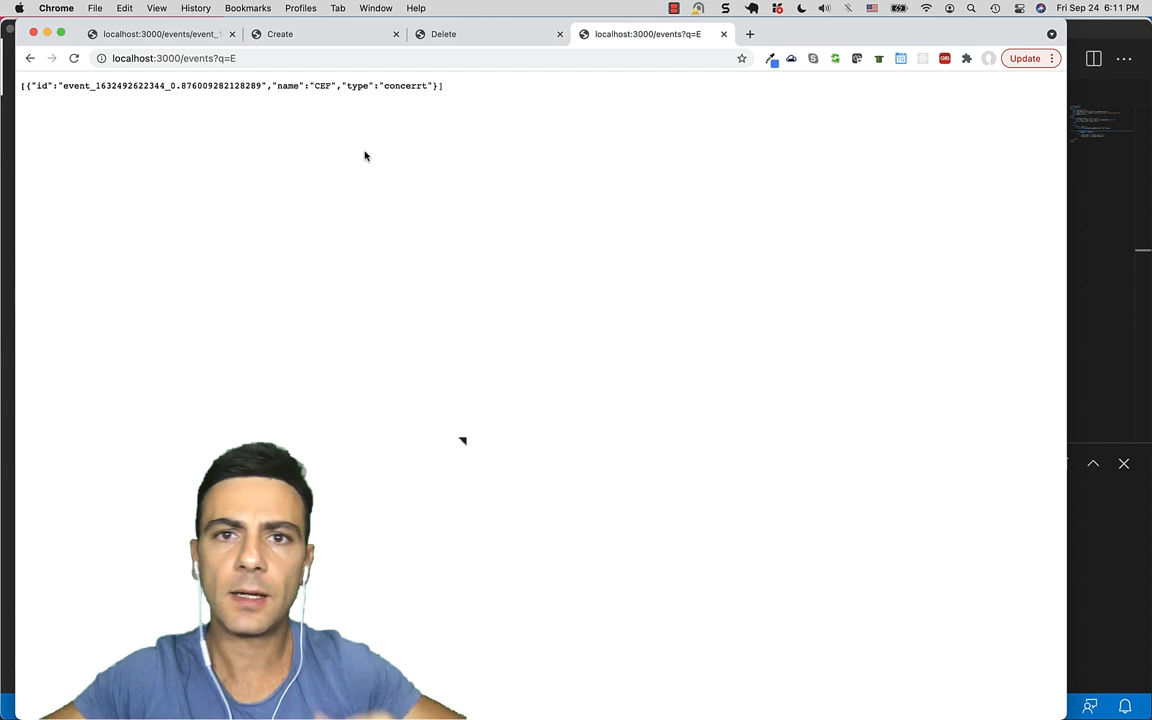 Chrome File Edit View History Bookmarks Profiles Tab Window Help Fri Sep 24 6:11 PM
localhost:3000/events/event_1 Create Delete localhost:3000/events?q=E
localhost:3000/events?q=E Update
[{"id":"event_1632492622344_0.876009282128289","name":"CEF","type":"concerrt"}]